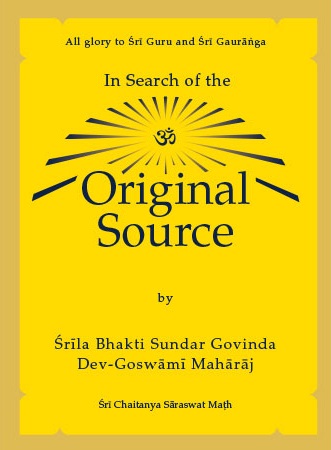 All glory to Śrī Guru and Śrī Gaurāṅga
In Search of the
ॐ
Original
Source
by
Śrīla Bhakti Sundar Govinda
Dev-Goswāmī Mahārāj
Śrī Chaitanya Sāraswat Maṭh